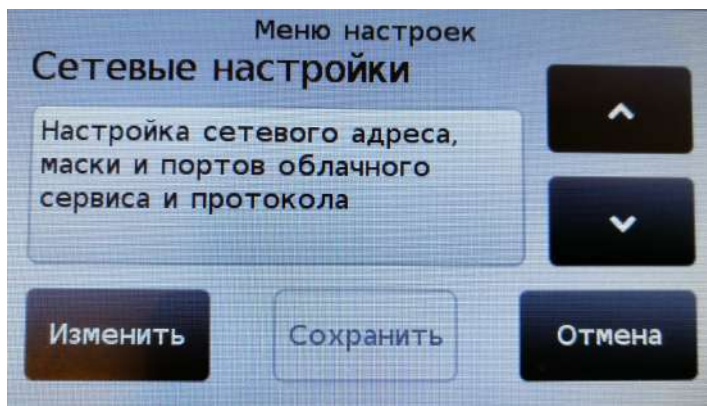 Меню настроек
Сетевые настройки
Настройка сетевого адреса,
маски и портов облачного
сервиса и протокола
Изменить
Сохранить
Отмена